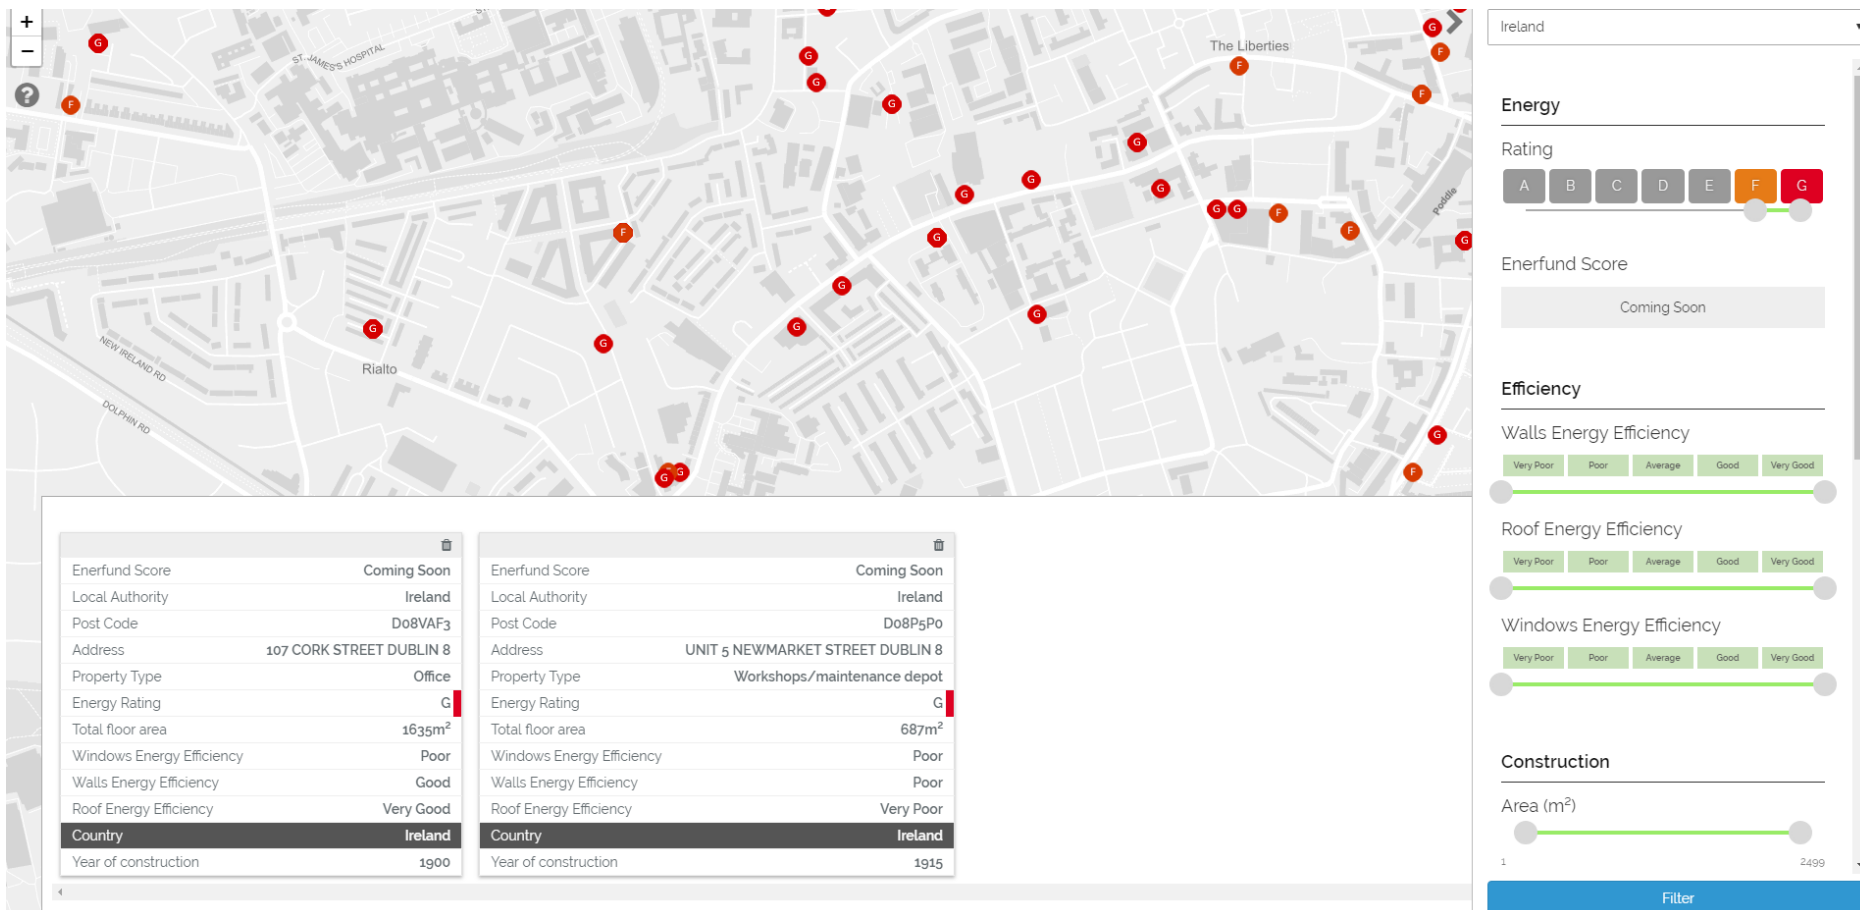 +
−
?
G
F
ST. JAMES'S HOSPITAL
G
G
G
The Liberties
F
G
F
F
G
G
G
G
G
G
F
F
G
Poddle
F
G
G
G
G
G
G
G
Rialto
NEW IRELAND RD
DOLPHIN RD
G
G
G
F
Enerfund Score Coming Soon
Local Authority Ireland
Post Code D08VAF3
Address 107 CORK STREET DUBLIN 8
Property Type Office
Energy Rating G
Total floor area 1635m²
Windows Energy Efficiency Poor
Walls Energy Efficiency Good
Roof Energy Efficiency Very Good
Country Ireland
Year of construction 1900
Enerfund Score Coming Soon
Local Authority Ireland
Post Code D08P5P0
Address UNIT 5 NEWMARKET STREET DUBLIN 8
Property Type Workshops/maintenance depot
Energy Rating G
Total floor area 687m²
Windows Energy Efficiency Poor
Walls Energy Efficiency Poor
Roof Energy Efficiency Very Poor
Country Ireland
Year of construction 1915
Ireland
Energy
Rating
A B C D E F G
Enerfund Score
Coming Soon
Efficiency
Walls Energy Efficiency
Very Poor Poor Average Good Very Good
Roof Energy Efficiency
Very Poor Poor Average Good Very Good
Windows Energy Efficiency
Very Poor Poor Average Good Very Good
Construction
Area (m²)
1 2499
Filter